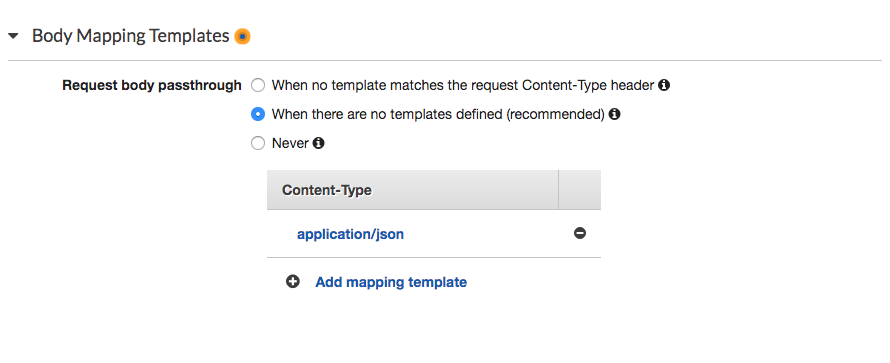 Body Mapping Templates
Request body passthrough
When no template matches the request Content-Type header
When there are no templates defined (recommended)
Never
Content-Type
application/json
Add mapping template